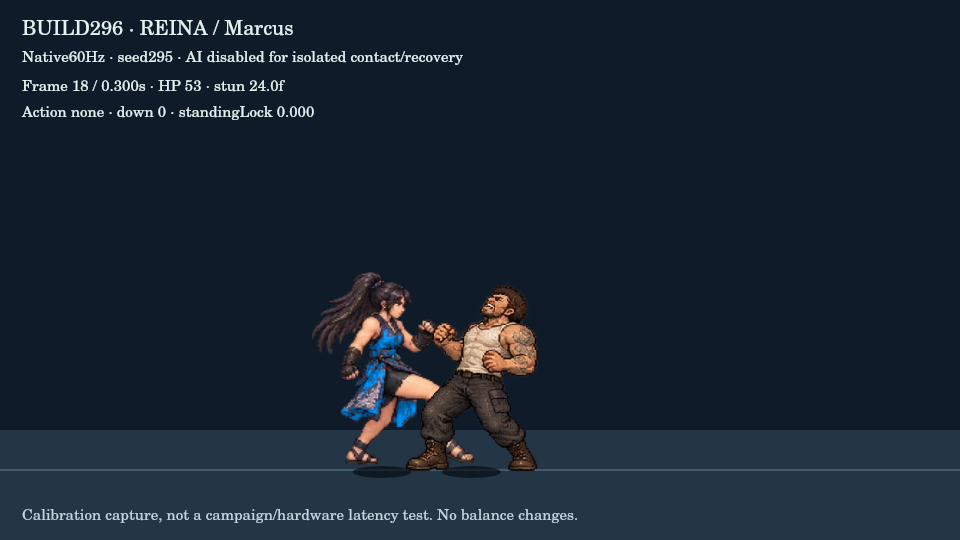 BUILD296 · REINA / Marcus
Native60Hz · seed295 · AI disabled for isolated contact/recovery
Frame 18 / 0.300s · HP 53 · stun 24.0f
Action none · down 0 · standingLock 0.000
Calibration capture, not a campaign/hardware latency test. No balance changes.